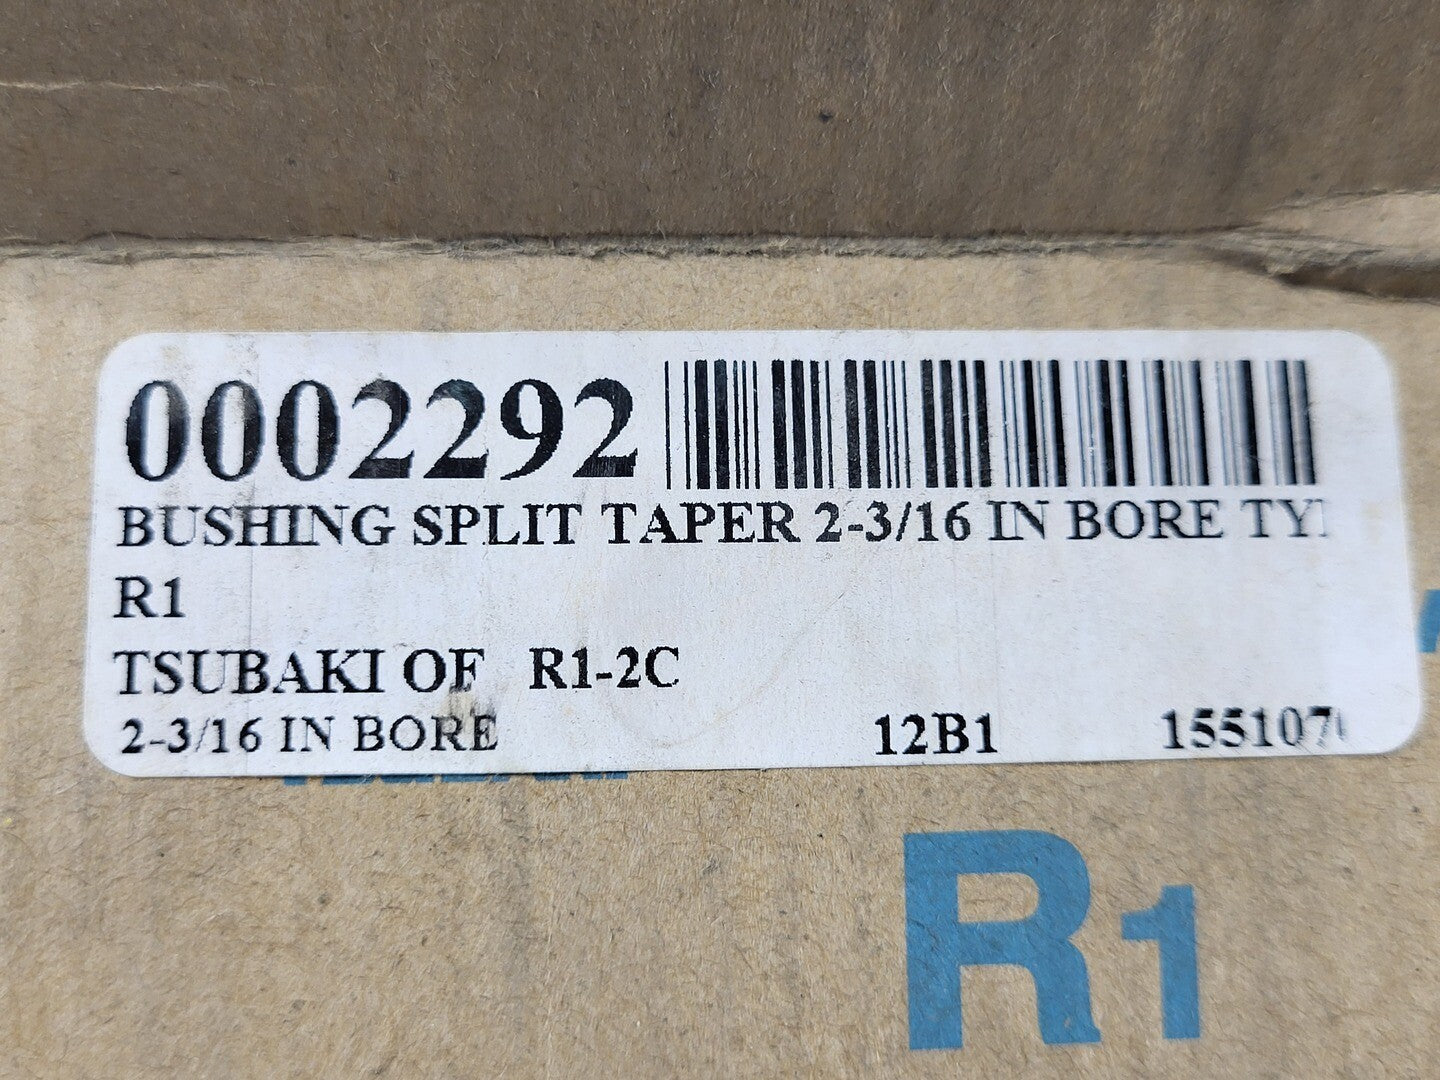 0002292
BUSHING SPLIT TAPER 2-3/16 IN BORE
R1
TSUBAKI OF R1-2C
2-3/16 IN BORE 12B1
R1